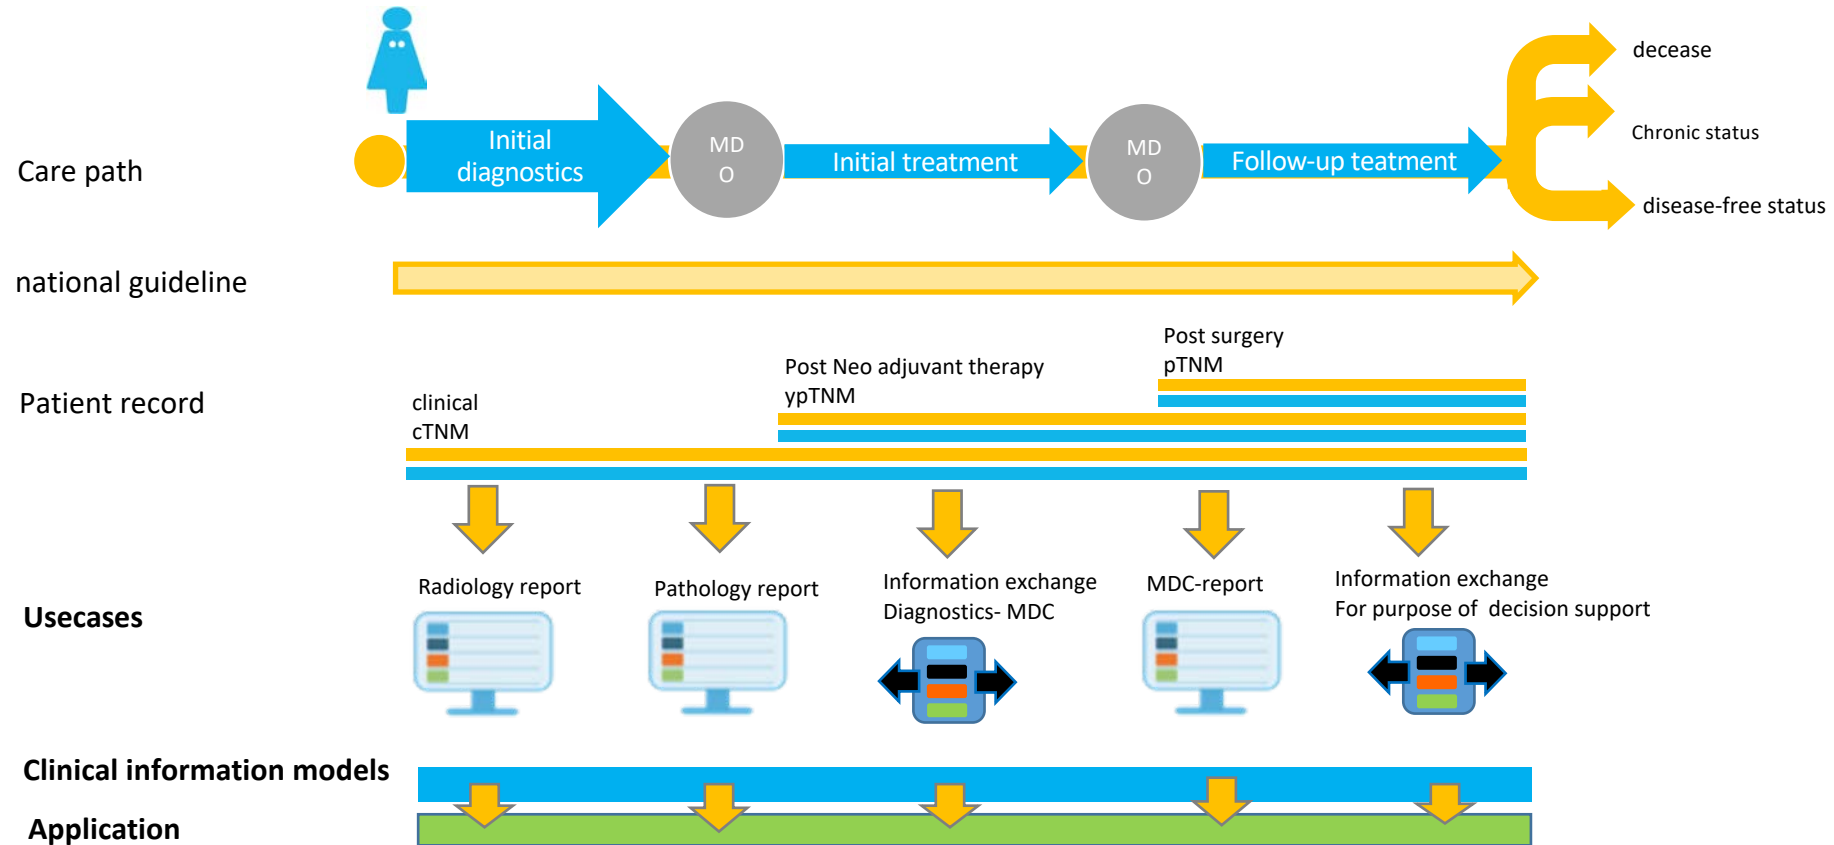 decease
Chronic status
disease-free status
Care path
Initial
diagnostics
MD
O
Initial treatment
MD
O
Follow-up teatment
national guideline
Patient record
clinical
cTNM
Post Neo adjuvant therapy
ypTNM
Post surgery
pTNM
Usecases
Radiology report
Pathology report
Information exchange
Diagnostics- MDC
MDC-report
Information exchange
For purpose of decision support
Clinical information models
Application